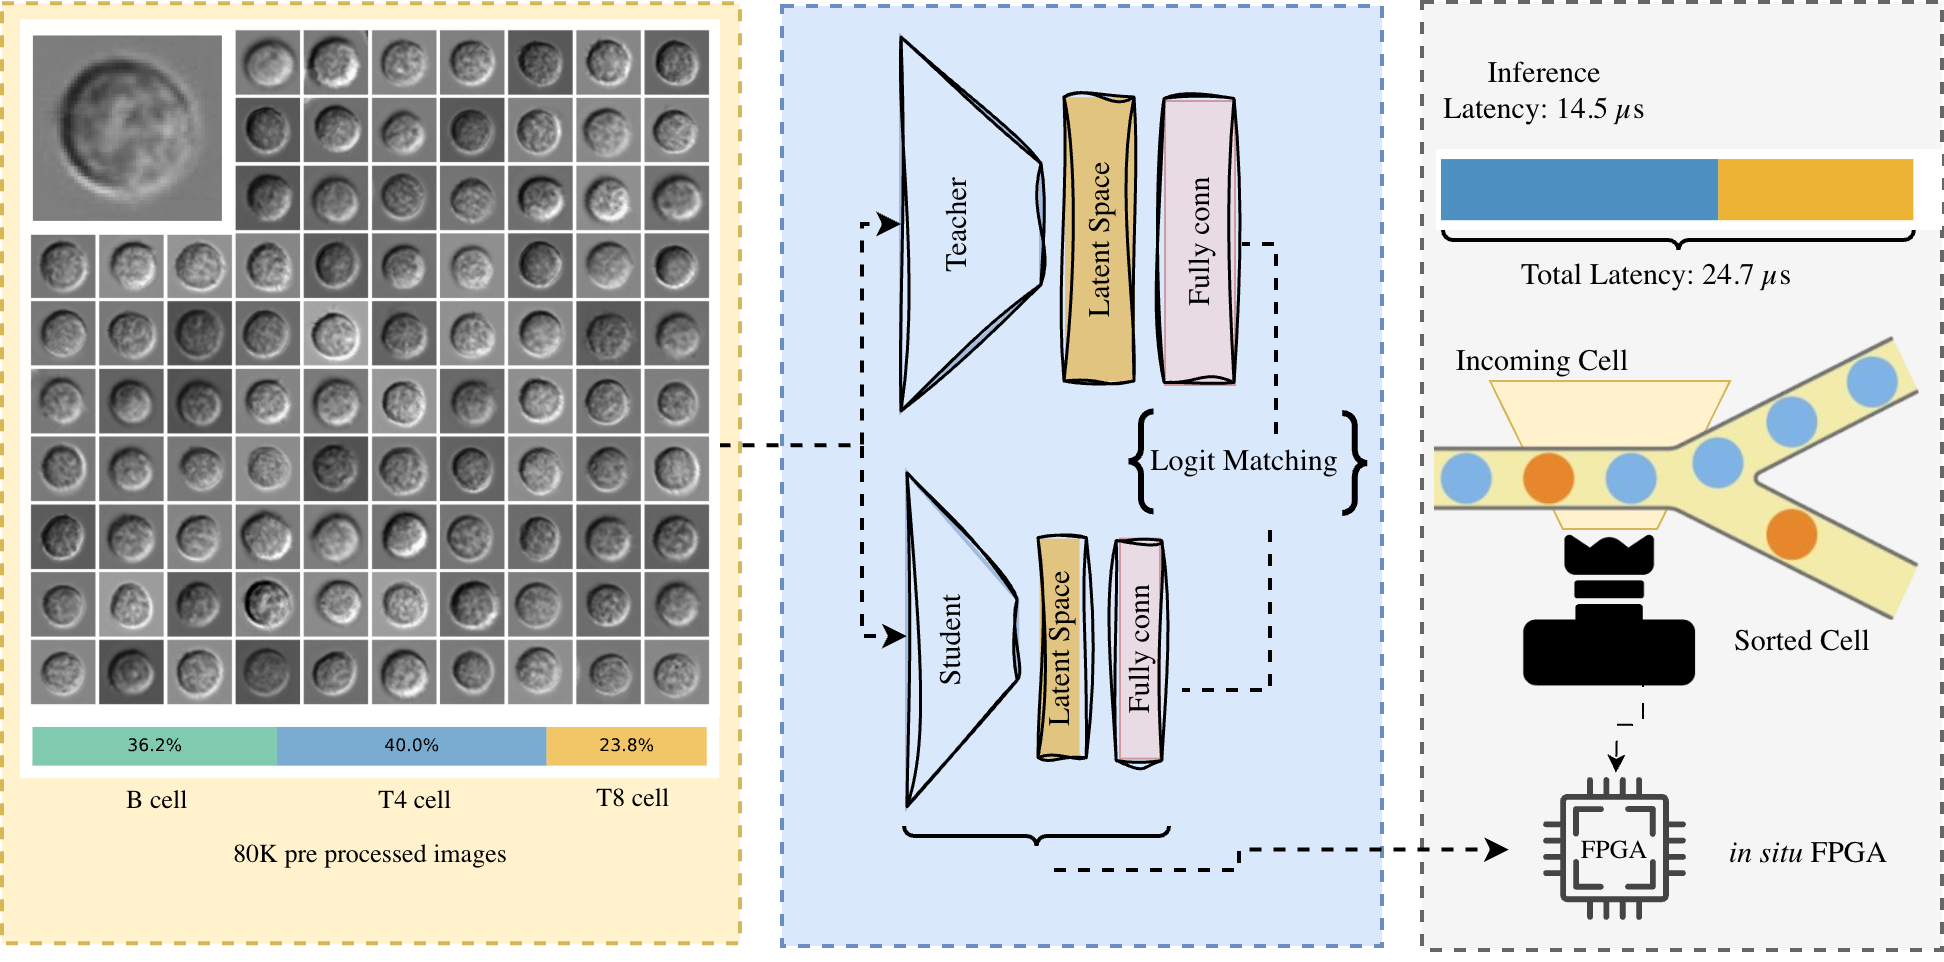 36.2%
40.0%
23.8%
B cell
T4 cell
T8 cell
80K pre processed images
Teacher
Latent Space
Fully conn
Logit Matching
Student
Latent Space
Fully conn
Inference
Latency: 14.5 µs
Total Latency: 24.7 µs
Incoming Cell
Sorted Cell
FPGA
in situ FPGA